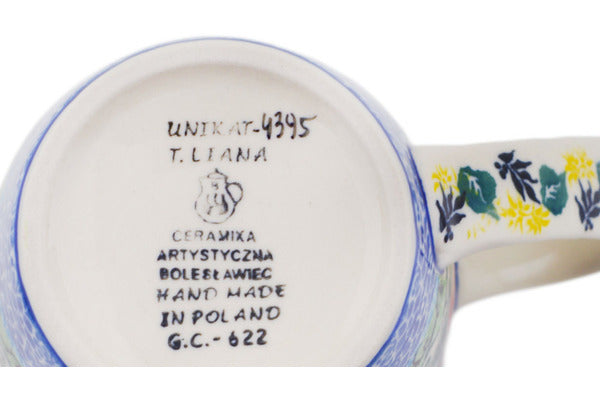 UNIKAT-4395
T. LIANA
CERAMIKA
ARTYSTYCZNA
BOLESŁAWIEC
HAND MADE
IN POLAND
G.C.- 622